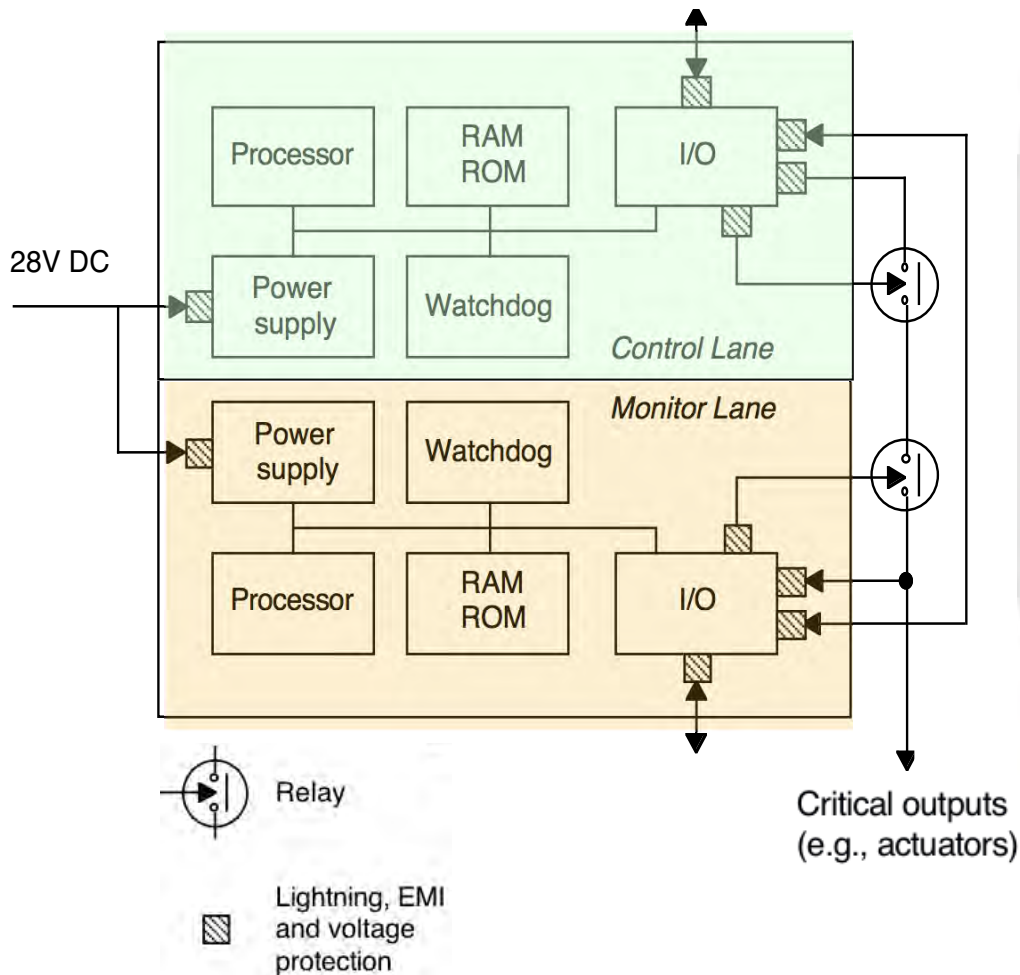 Processor
RAM
ROM
I/O
28V DC
Power
supply
Watchdog
Control Lane
Monitor Lane
Power
supply
Watchdog
Processor
RAM
ROM
I/O
Relay
Critical outputs
(e.g., actuators)
Lightning, EMI
and voltage
protection